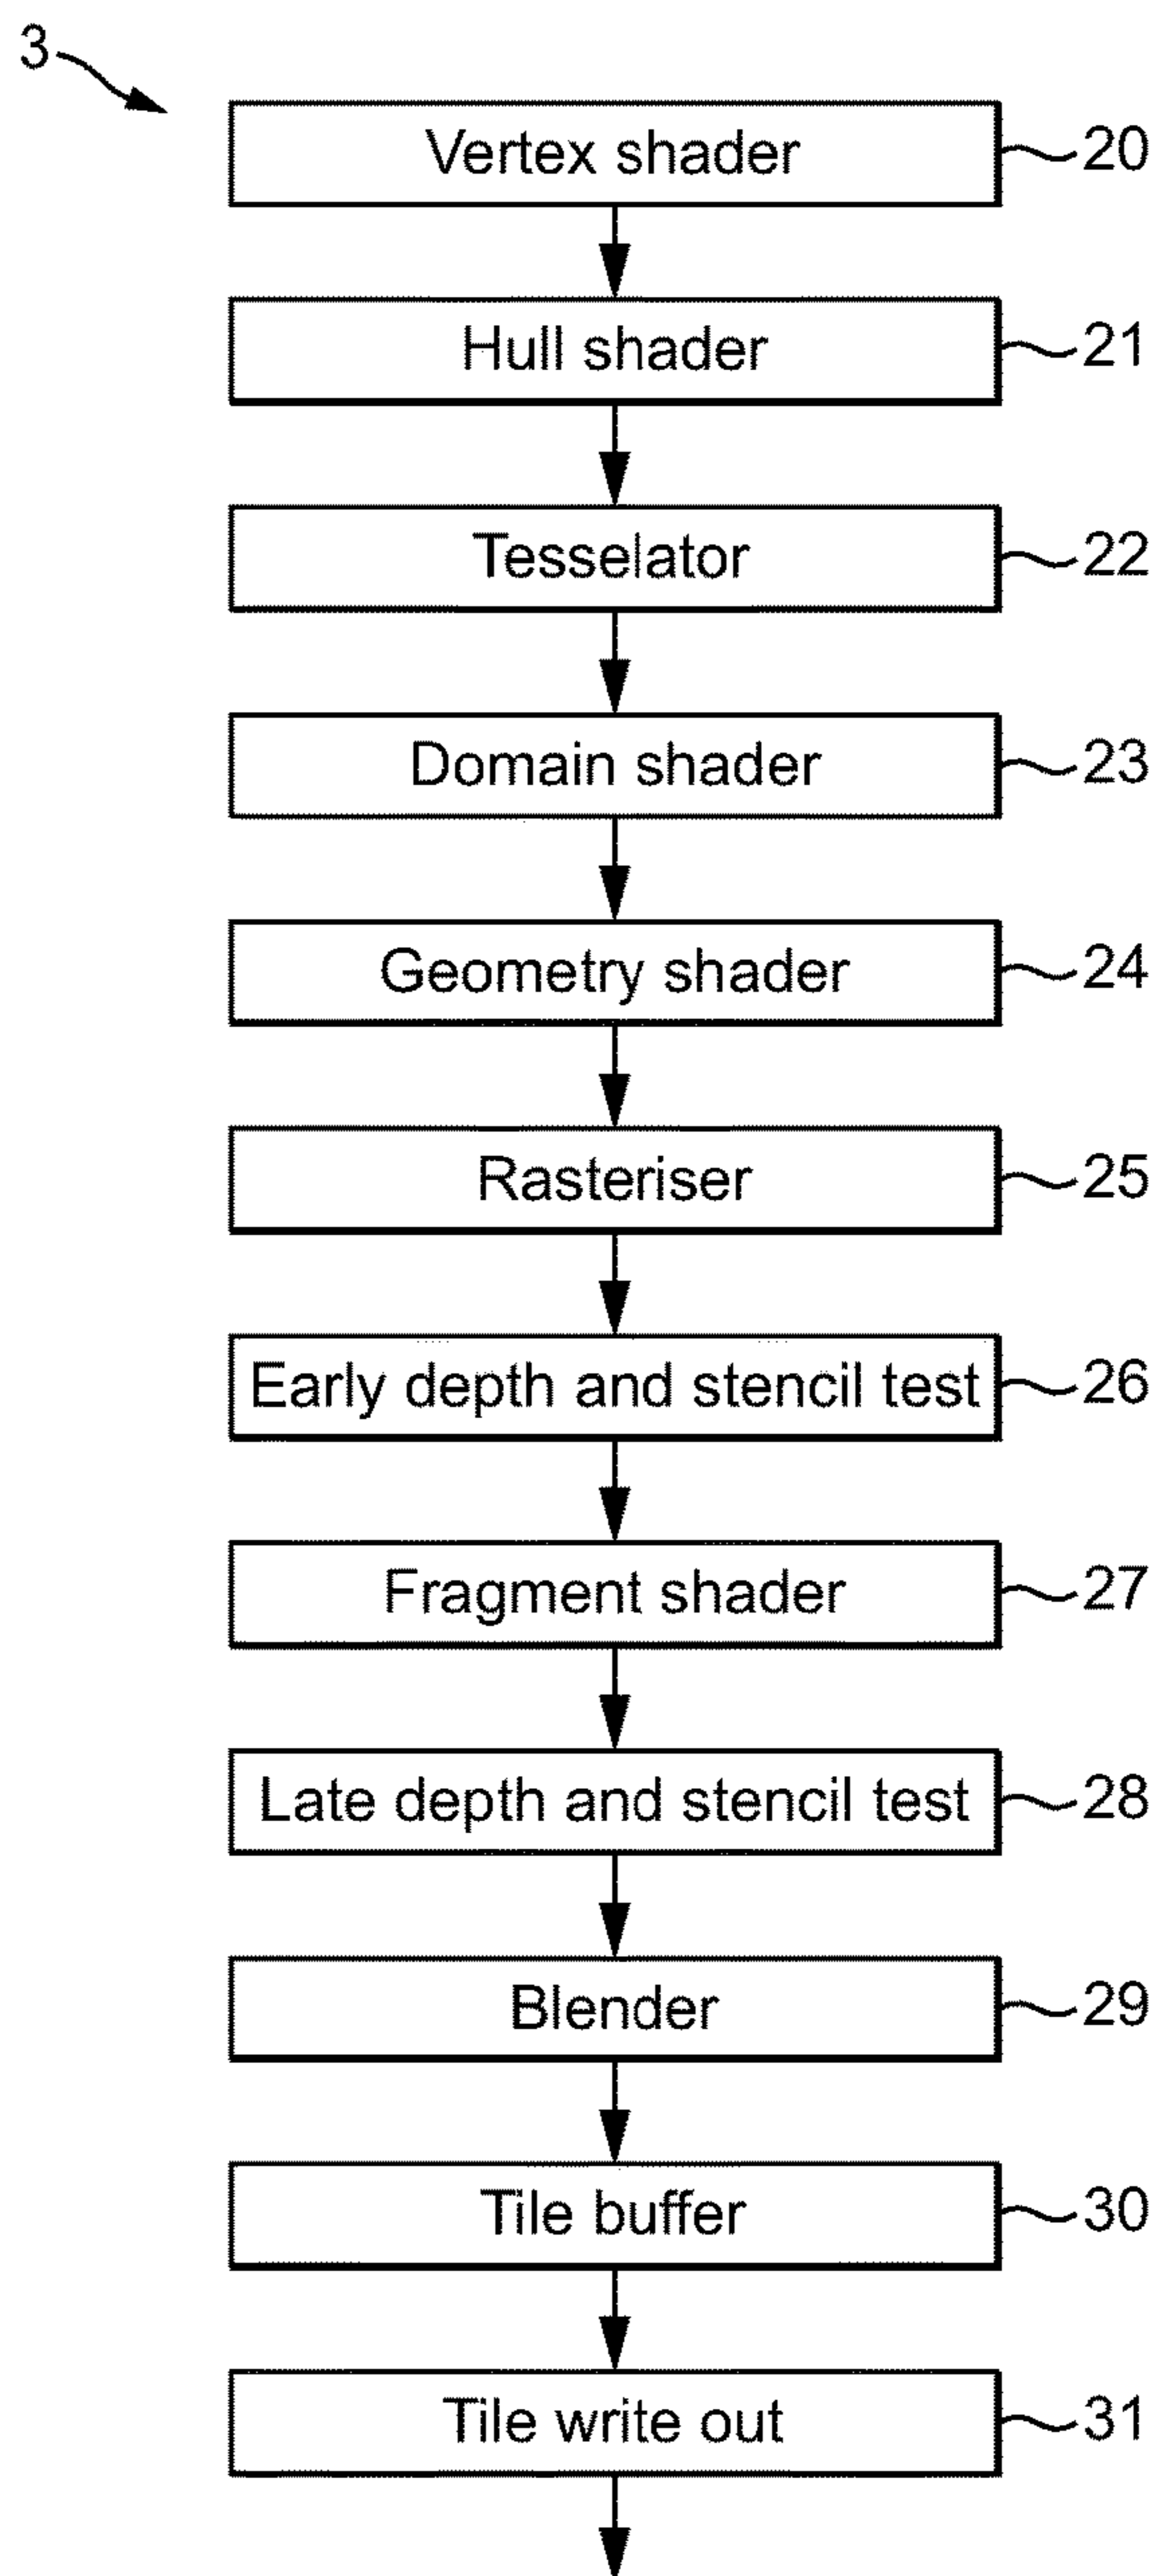 3
Vertex shader 20
Hull shader 21
Tesselator 22
Domain shader 23
Geometry shader 24
Rasteriser 25
Early depth and stencil test 26
Fragment shader 27
Late depth and stencil test 28
Blender 29
Tile buffer 30
Tile write out 31